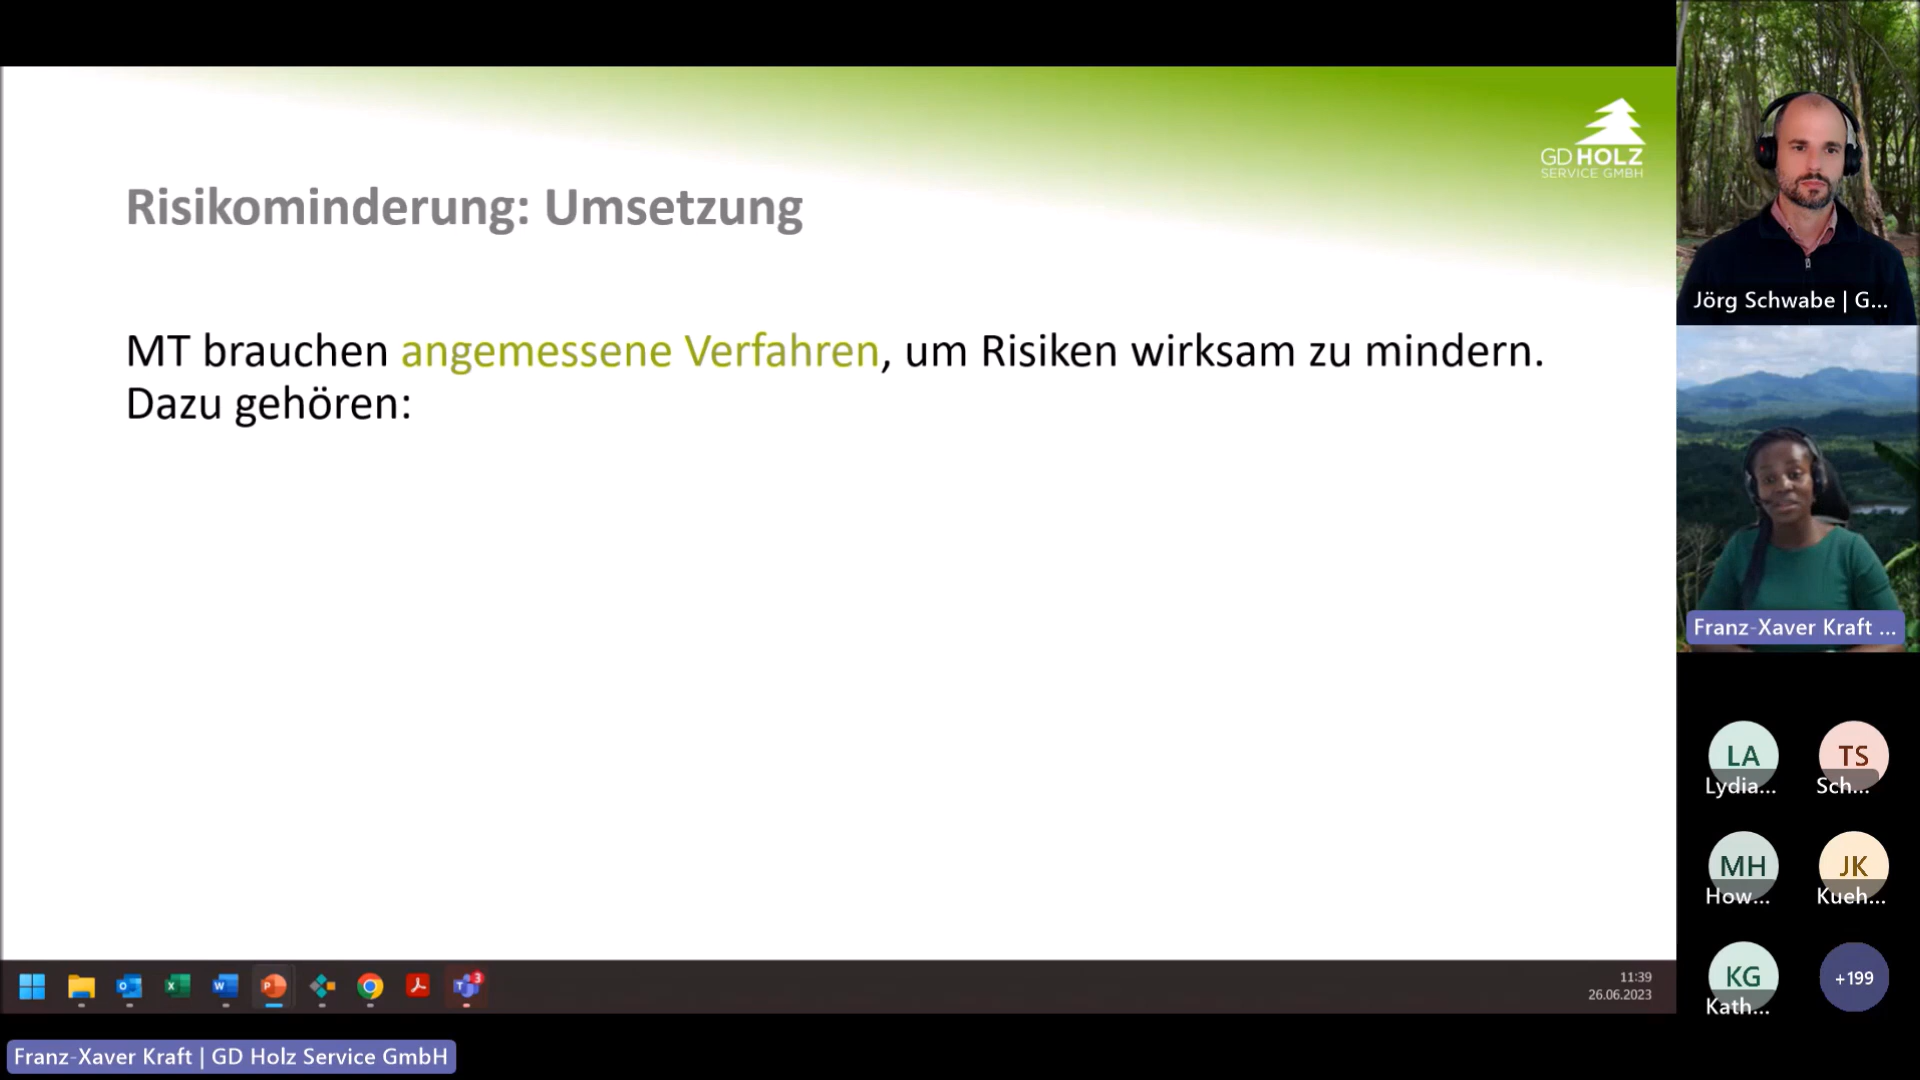 GD HOLZ
SERVICE GMBH
Risikominderung: Umsetzung
MT brauchen angemessene Verfahren, um Risiken wirksam zu mindern.
Dazu gehören:
Jörg Schwabe | G...
Franz-Xaver Kraft ...
LA
Lydia...
TS
Sch...
MH
How...
JK
Kueh...
KG
Kath...
+199
3
11:39
26.06.2023
Franz-Xaver Kraft | GD Holz Service GmbH